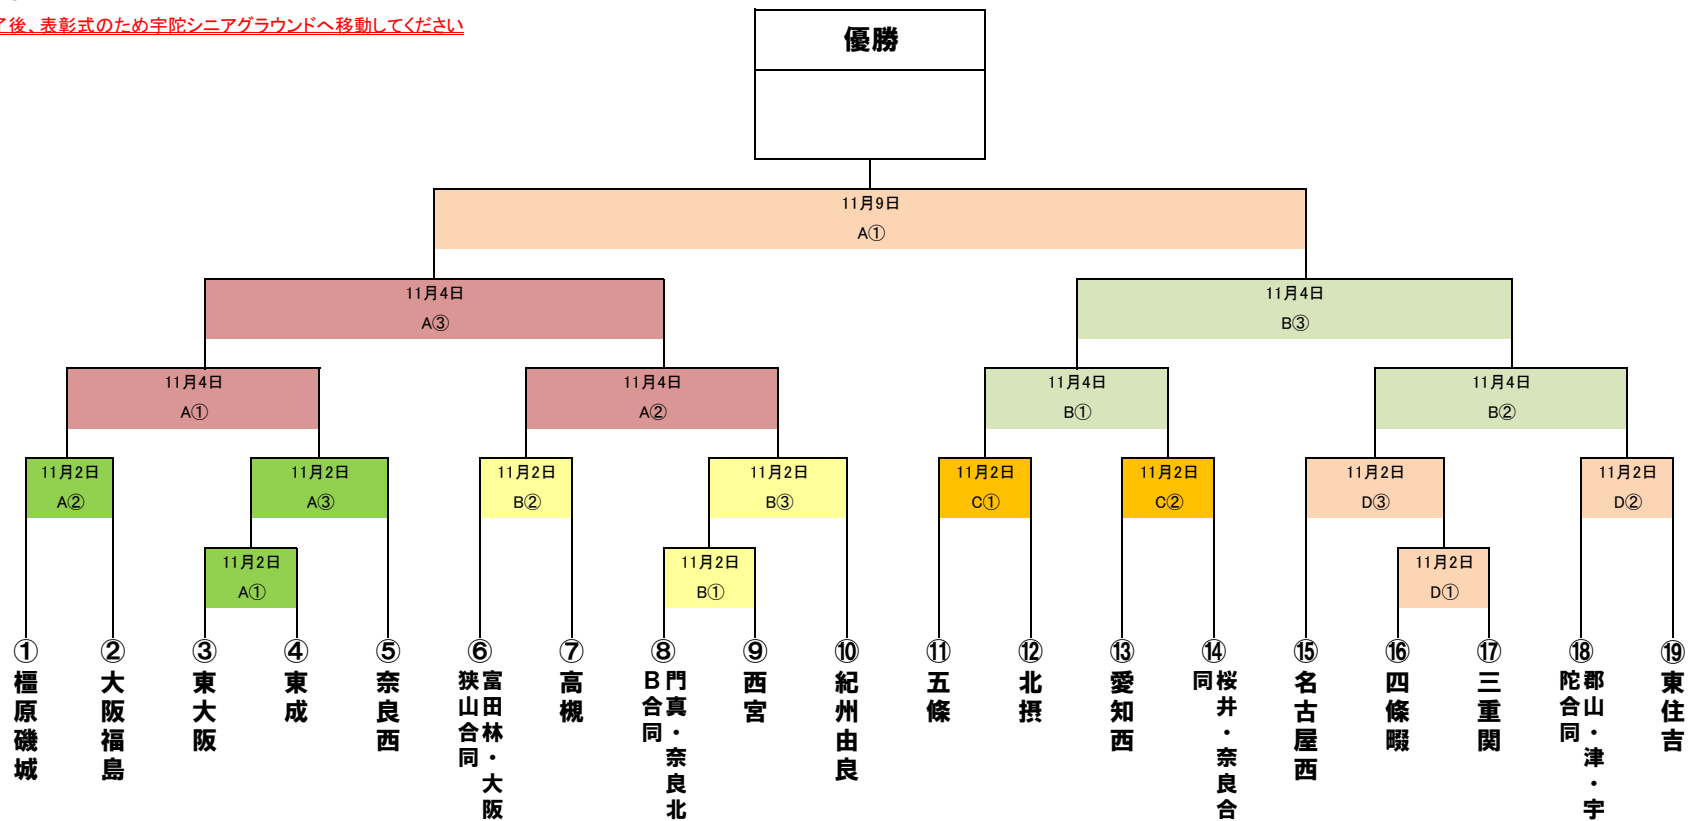 了後、表彰式のため宇陀シニアグラウンドへ移動してください
優勝
11月9日
A①
11月4日
A③
11月4日
B③
11月4日
A①
11月4日
A②
11月4日
B①
11月4日
B②
11月2日
A②
11月2日
A③
11月2日
B②
11月2日
B③
11月2日
C①
11月2日
C②
11月2日
D③
11月2日
D②
11月2日
A①
11月2日
B①
11月2日
D①
①
橿原磯城
②
大阪福島
③
東大阪
④
東成
⑤
奈良西
⑥
富田林・大阪
狭山合同
⑦
高槻
⑧
門真・奈良北
B合同
⑨
西宮
⑩
紀州由良
⑪
五條
⑫
北摂
⑬
愛知西
⑭
桜井・奈良合
同
⑮
名古屋西
⑯
四條畷
⑰
三重関
⑱
郡山・津・宇
陀合同
⑲
東住吉